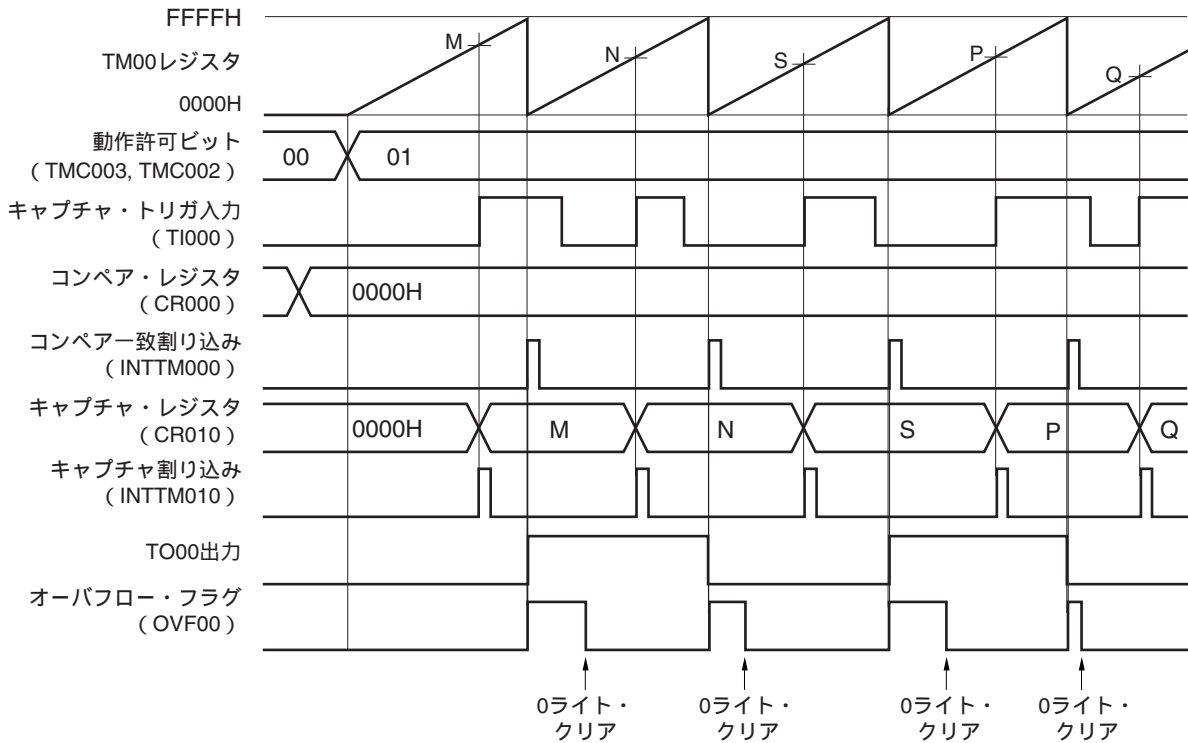 FFFFH
TM00レジスタ
0000H
M
N
S
P
Q
動作許可ビット
（TMC003, TMC002）
00
01
キャプチャ・トリガ入力
（TI000）
コンペア・レジスタ
（CR000）
0000H
コンペア一致割り込み
（INTTM000）
キャプチャ・レジスタ
（CR010）
0000H
M
N
S
P
Q
キャプチャ割り込み
（INTTM010）
TO00出力
オーバフロー・フラグ
（OVF00）
0ライト・
クリア
0ライト・
クリア
0ライト・
クリア
0ライト・
クリア